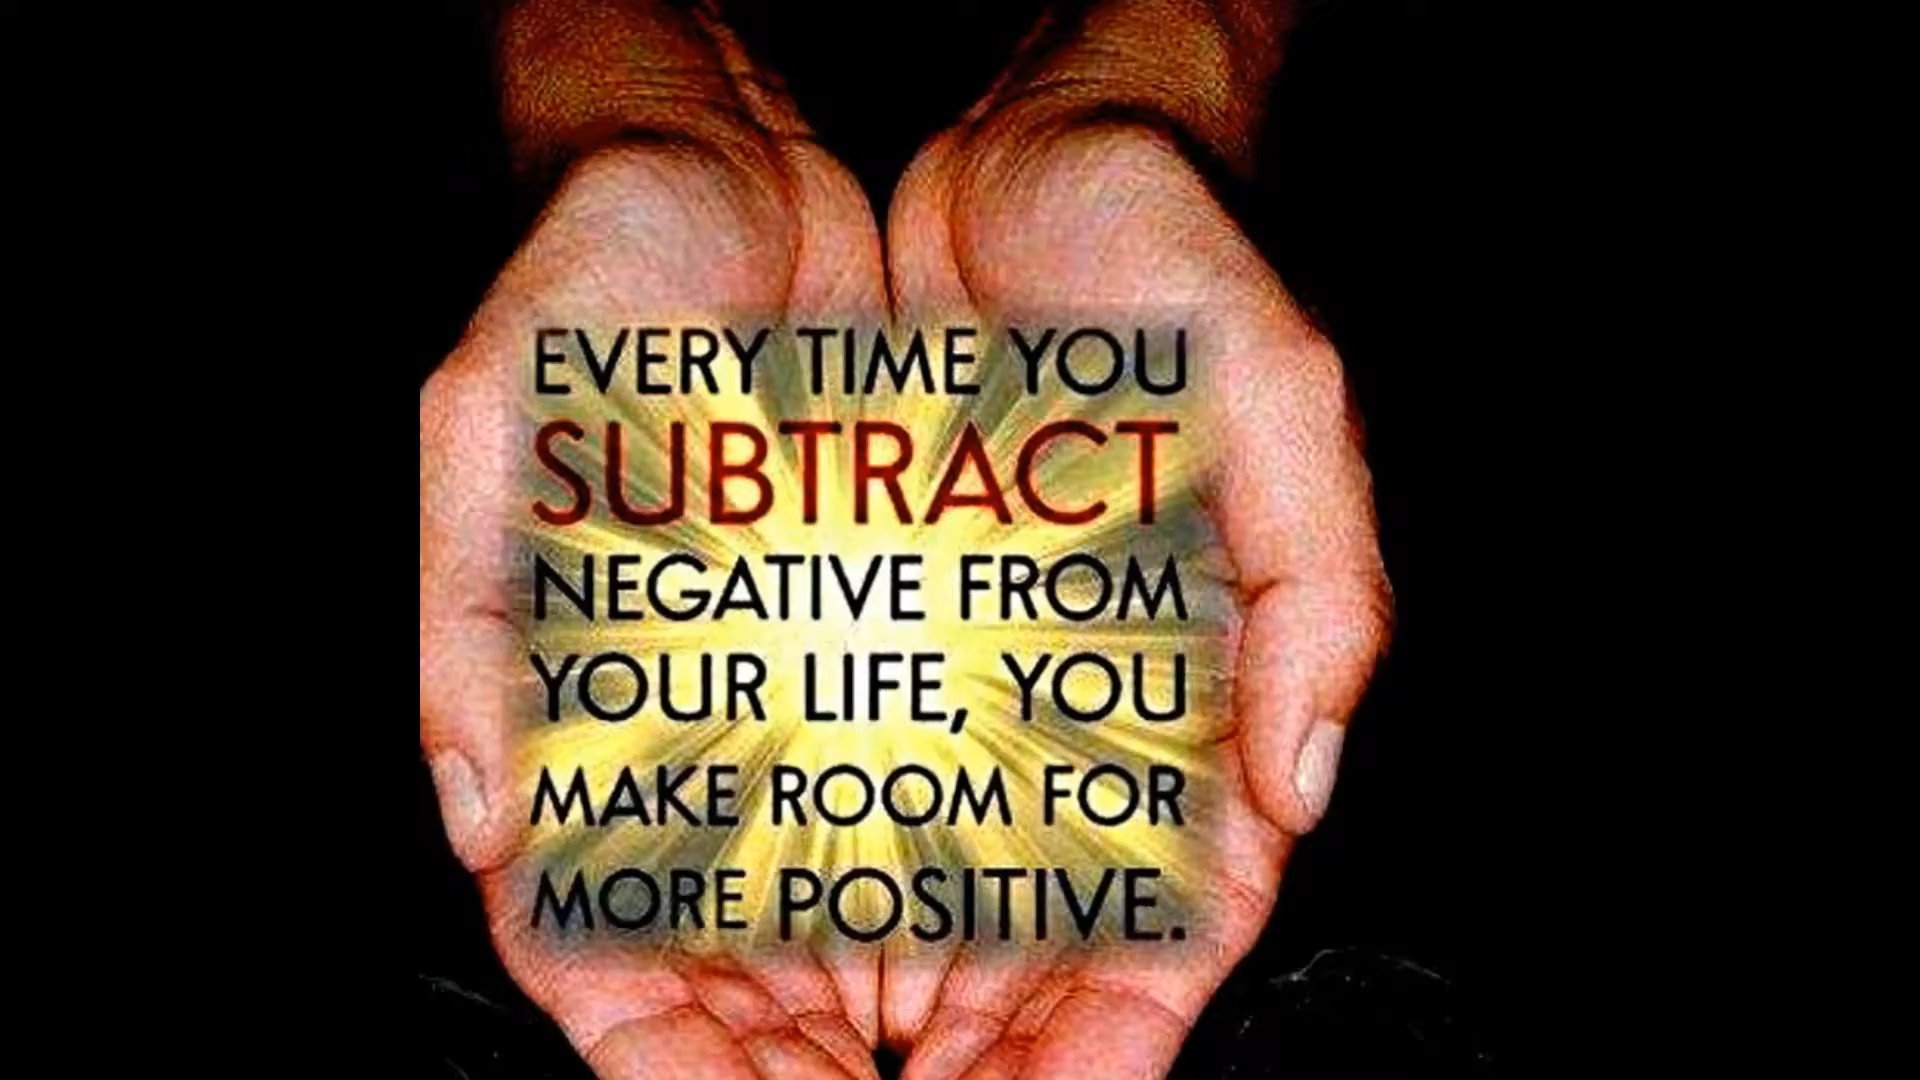 EVERY TIME YOU
SUBTRACT
NEGATIVE FROM
YOUR LIFE, YOU
MAKE ROOM FOR
MORE POSITIVE.